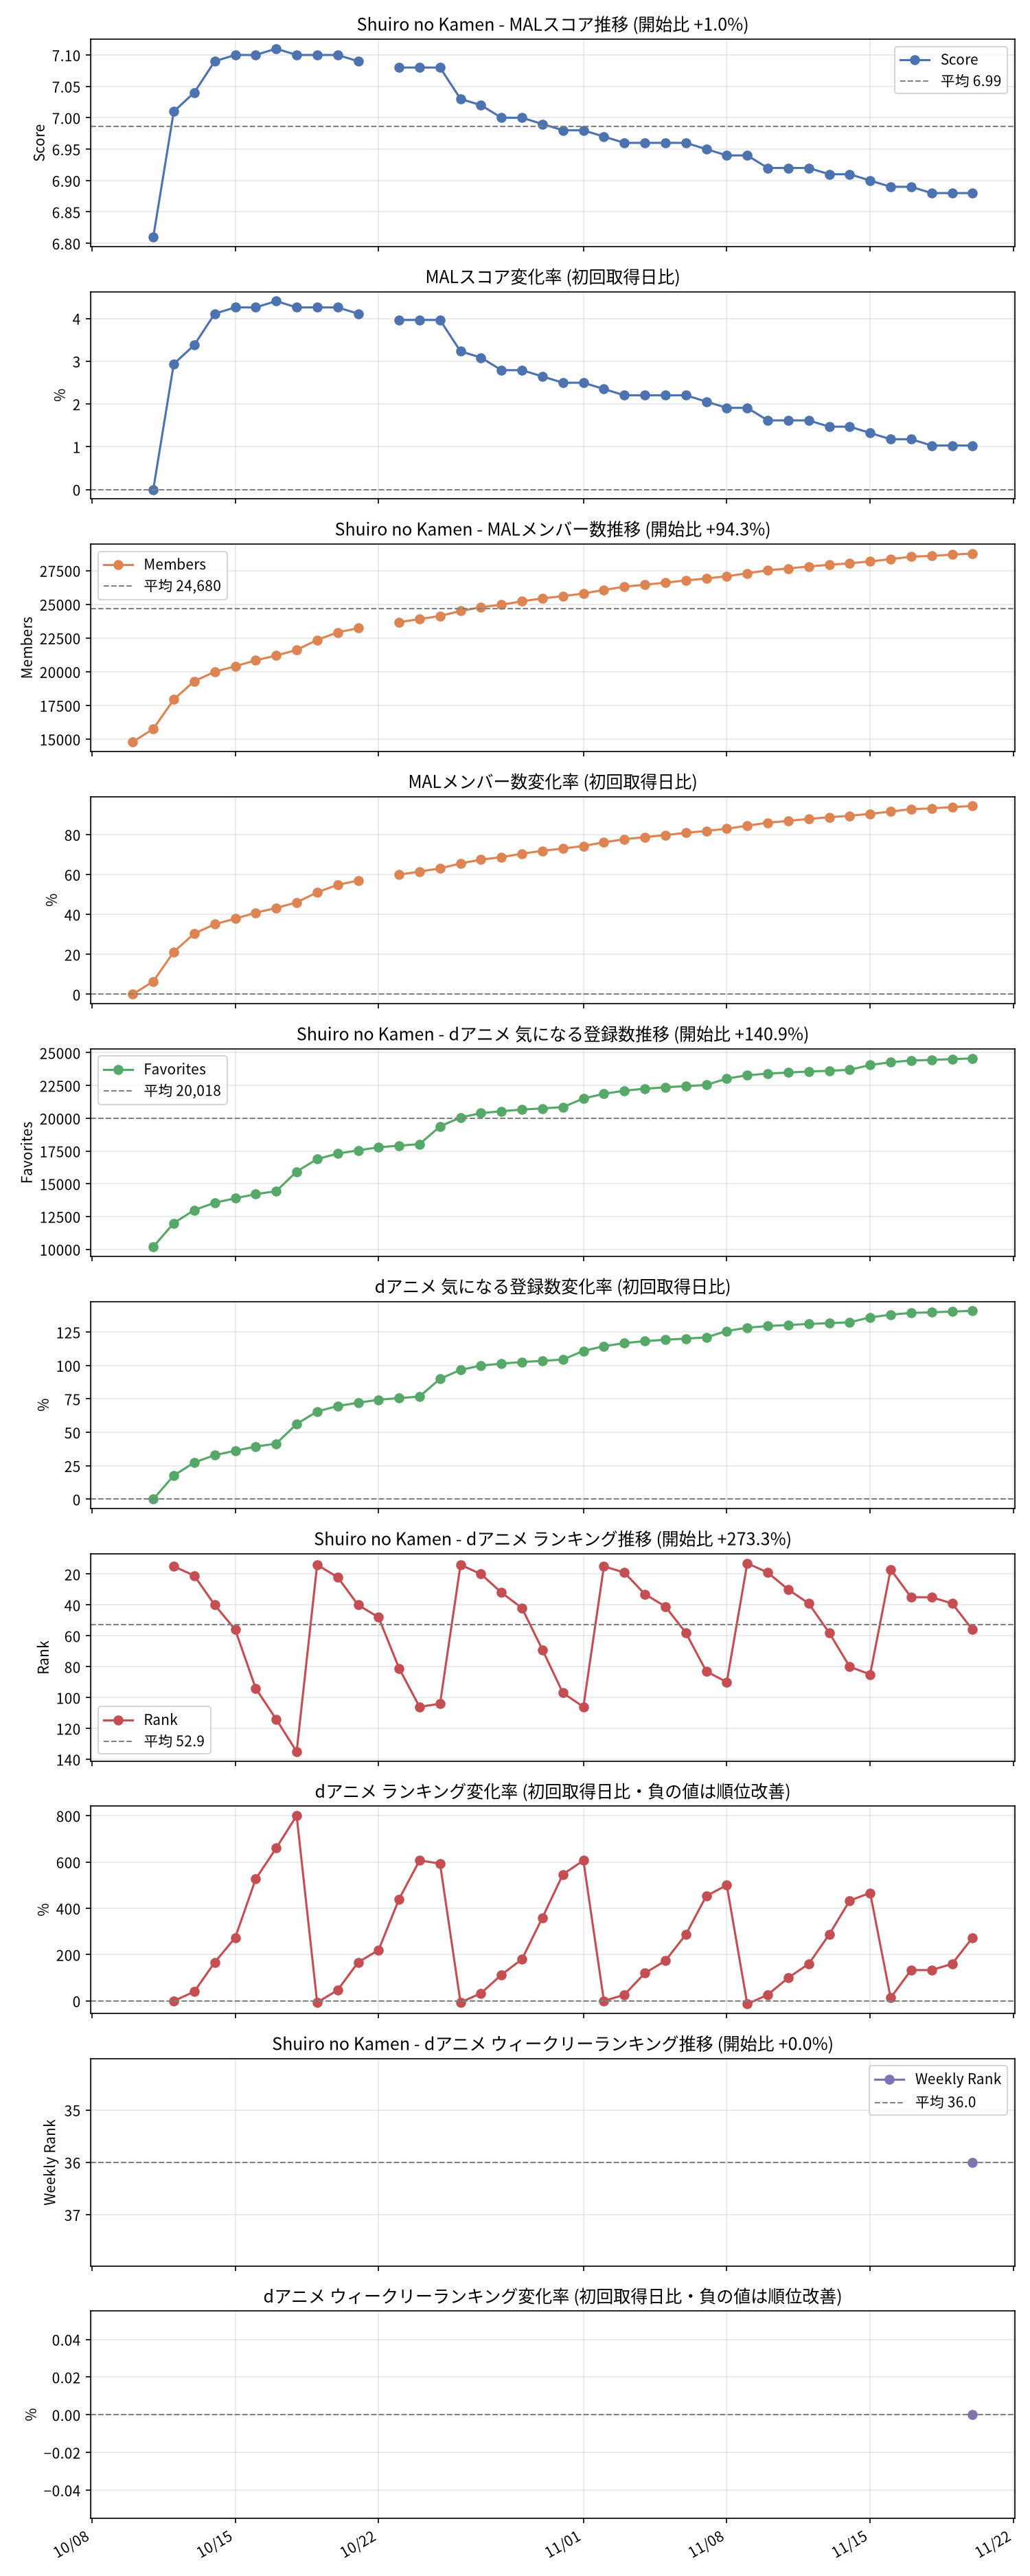 Shuiro no Kamen - MALスコア推移 (開始比 +1.0%)
Score
7.10
7.05
7.00
6.95
6.90
6.85
6.80
Score
平均 6.99
MALスコア変化率 (初回取得日比)
%
4
3
2
1
0
Shuiro no Kamen - MALメンバー数推移 (開始比 +94.3%)
Members
27500
25000
22500
20000
17500
15000
Members
平均 24,680
MALメンバー数変化率 (初回取得日比)
%
80
60
40
20
0
Shuiro no Kamen - dアニメ 気になる登録数推移 (開始比 +140.9%)
Favorites
25000
22500
20000
17500
15000
12500
10000
Favorites
平均 20,018
dアニメ 気になる登録数変化率 (初回取得日比)
%
125
100
75
50
25
0
Shuiro no Kamen - dアニメ ランキング推移 (開始比 +273.3%)
Rank
20
40
60
80
100
120
140
Rank
平均 52.9
dアニメ ランキング変化率 (初回取得日比・負の値は順位改善)
%
800
600
400
200
0
Shuiro no Kamen - dアニメ ウィークリーランキング推移 (開始比 +0.0%)
Weekly Rank
35
36
37
Weekly Rank
平均 36.0
dアニメ ウィークリーランキング変化率 (初回取得日比・負の値は順位改善)
%
0.04
0.02
0.00
−0.02
−0.04
10/08
10/15
10/22
11/01
11/08
11/15
11/22